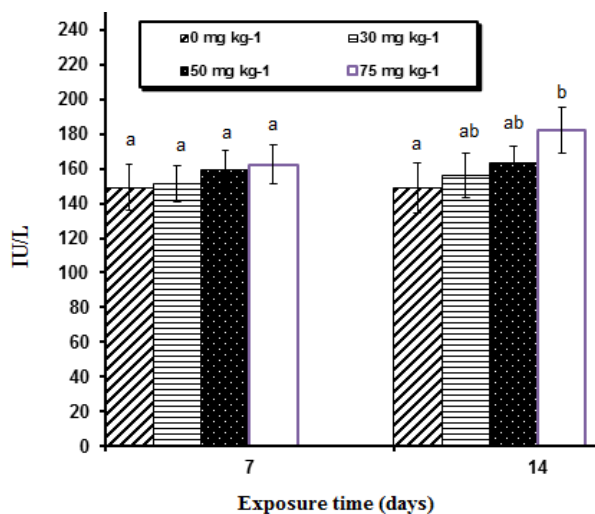 240
220
200
180
160
140
120
100
80
60
40
20
0
IU/L
0 mg kg-1 30 mg kg-1
50 mg kg-1 75 mg kg-1
a a a a a ab ab b
7 14
Exposure time (days)